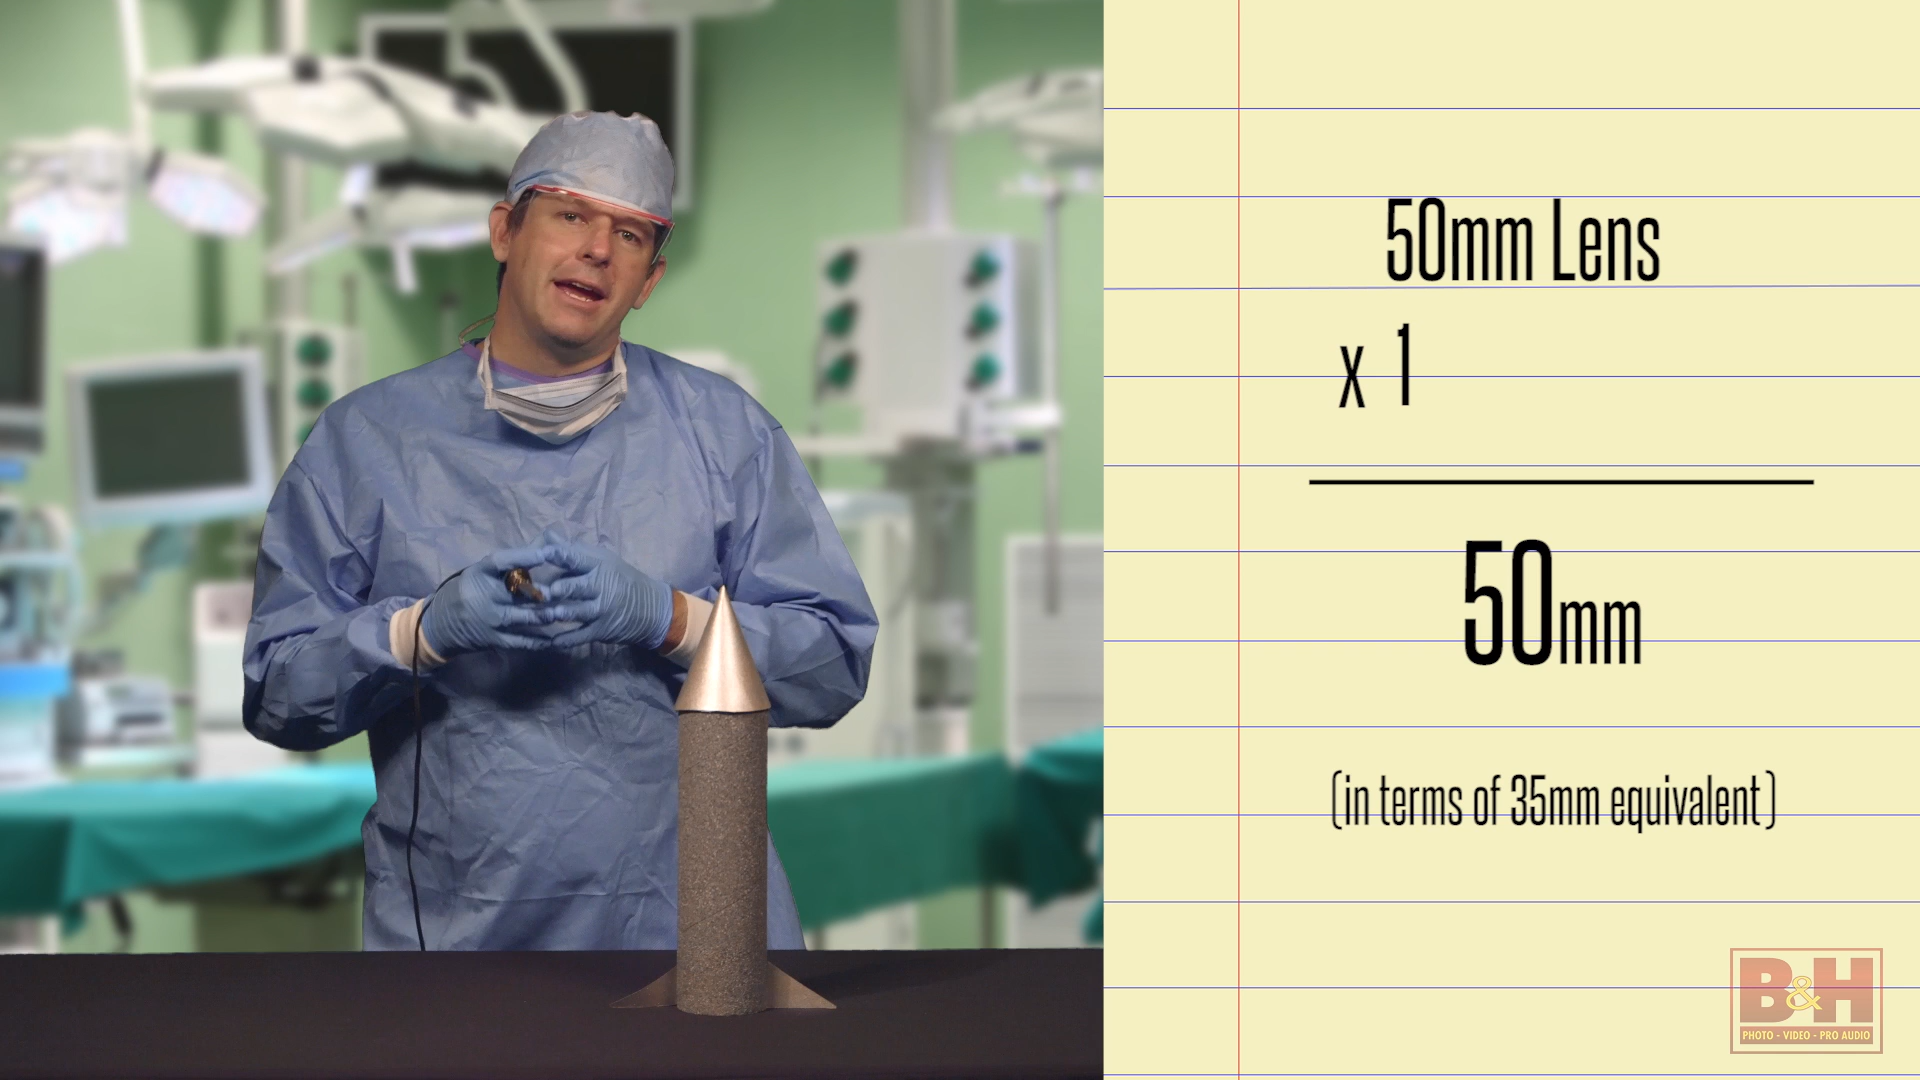 50mm Lens
x 1
50mm
(in terms of 35mm equivalent)
B&H
PHOTO - VIDEO - PRO AUDIO